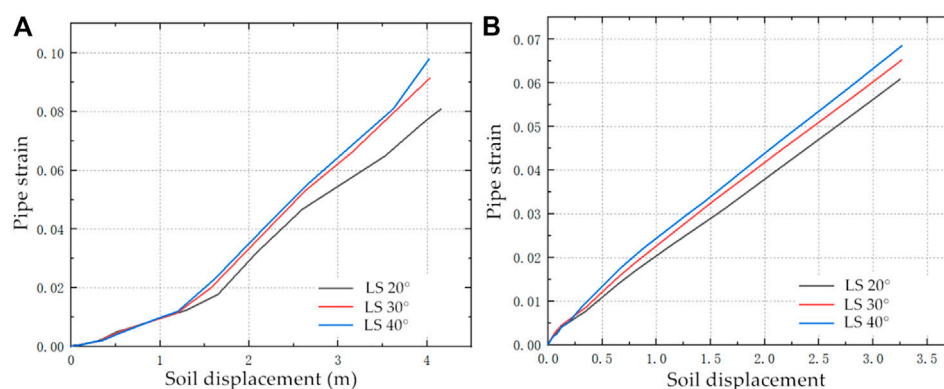 A
Pipe strain
0.10
0.08
0.06
0.04
0.02
0.00
0
1
2
3
4
LS 20°
LS 30°
LS 40°
Soil displacement (m)
B
Pipe strain
0.07
0.06
0.05
0.04
0.03
0.02
0.01
0.00
0.0
0.5
1.0
1.5
2.0
2.5
3.0
3.5
LS 20°
LS 30°
LS 40°
Soil displacement